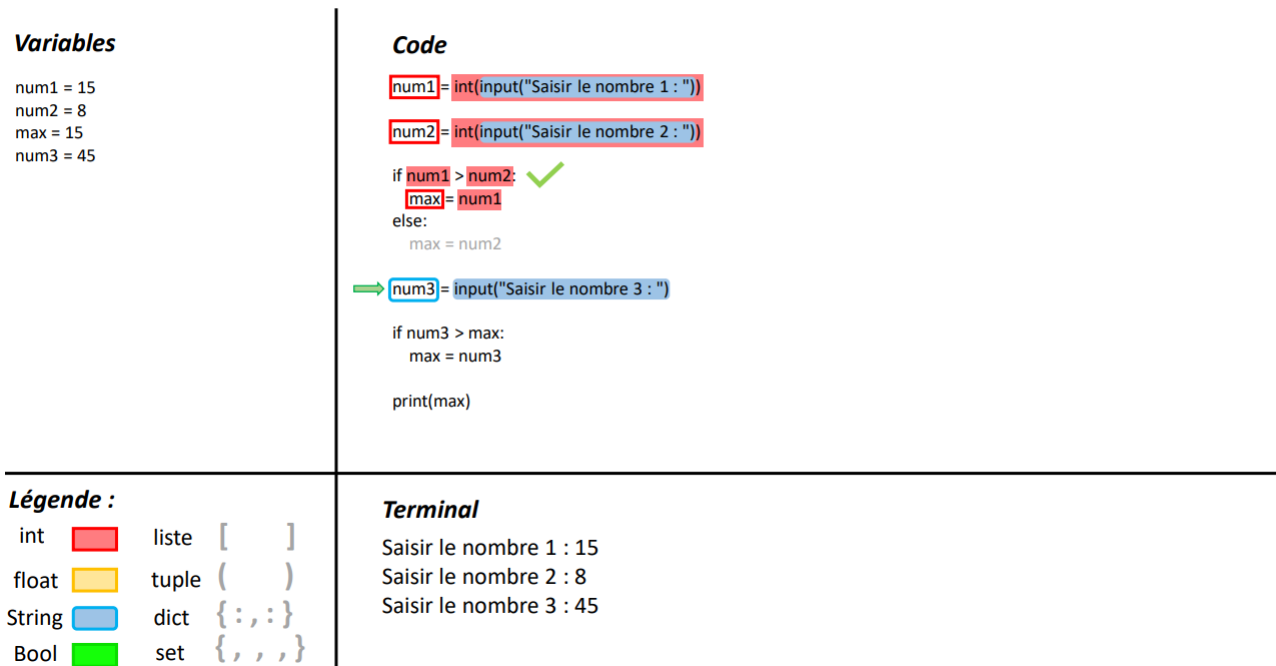 Variables
num1 = 15
num2 = 8
max = 15
num3 = 45
Code
num1 = int(input("Saisir le nombre 1 : "))
num2 = int(input("Saisir le nombre 2 : "))
if num1 > num2:
max = num1
else:
max = num2
num3 = input("Saisir le nombre 3 : ")
if num3 > max:
max = num3
print(max)
Légende :
int liste [ ]
float tuple ( )
String dict { : , : }
Bool set { , , , }
Terminal
Saisir le nombre 1 : 15
Saisir le nombre 2 : 8
Saisir le nombre 3 : 45